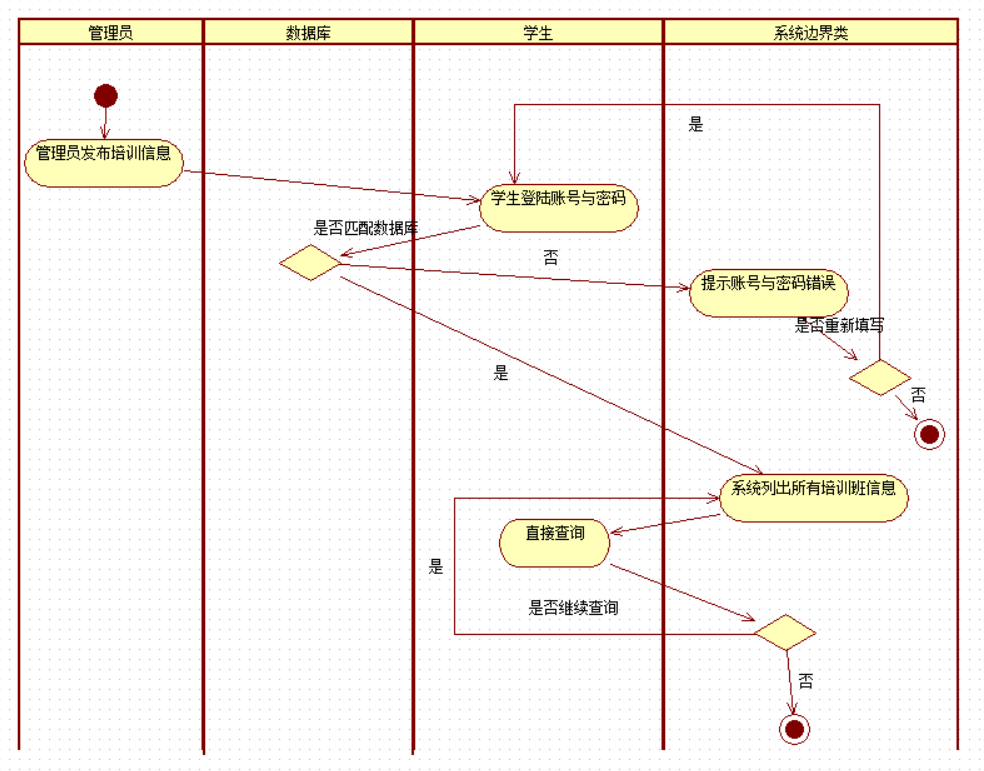 管理员
数据库
学生
系统边界类
是
管理员发布培训信息
学生登陆账号与密码
是否匹配数据库
否
提示账号与密码错误
是否重新填写
是
否
系统列出所有培训班信息
直接查询
是
是否继续查询
否